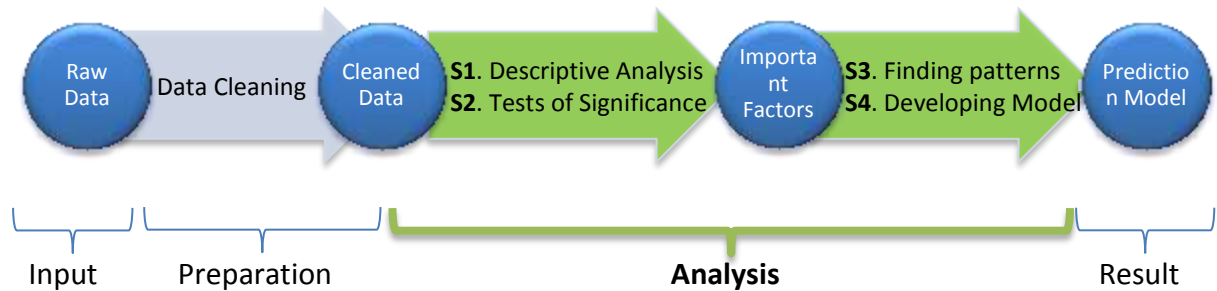 Raw
Data
Data Cleaning
Cleaned
Data
S1. Descriptive Analysis
S2. Tests of Significance
Importa
nt
Factors
S3. Finding patterns
S4. Developing Model
Predictio
n Model
Input
Preparation
Analysis
Result